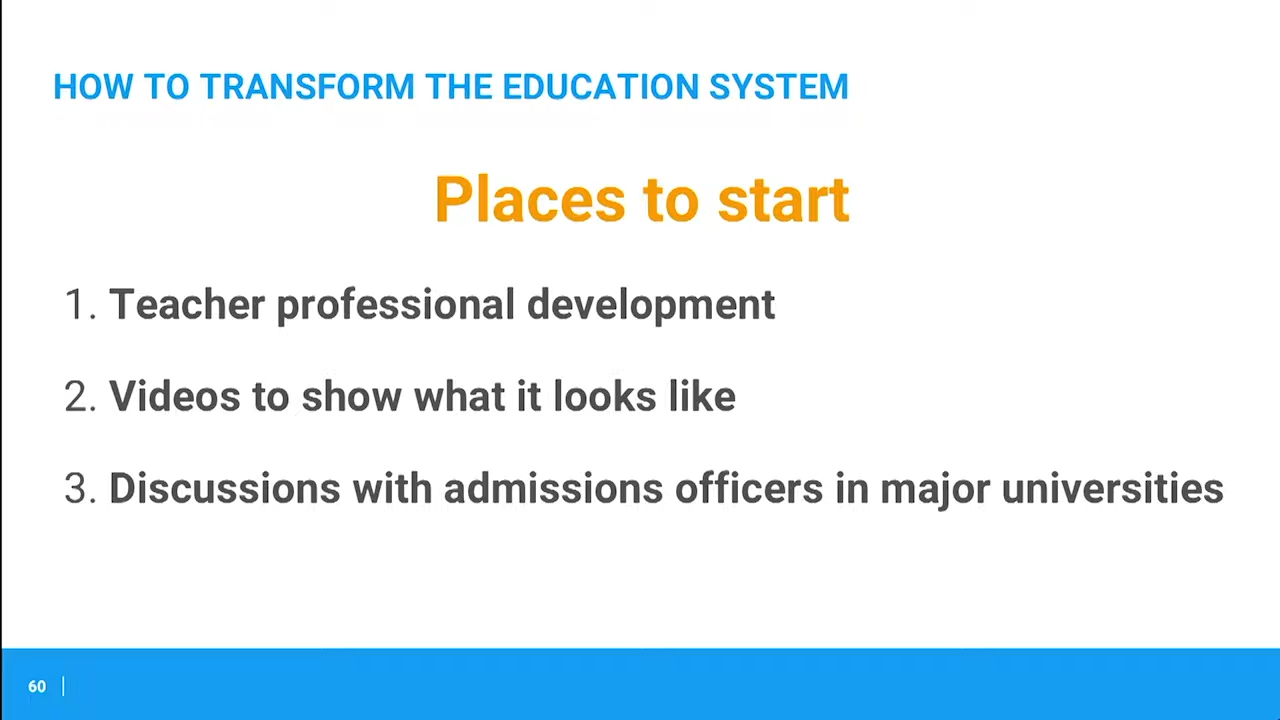 HOW TO TRANSFORM THE EDUCATION SYSTEM
Places to start
1. Teacher professional development
2. Videos to show what it looks like
3. Discussions with admissions officers in major universities
60